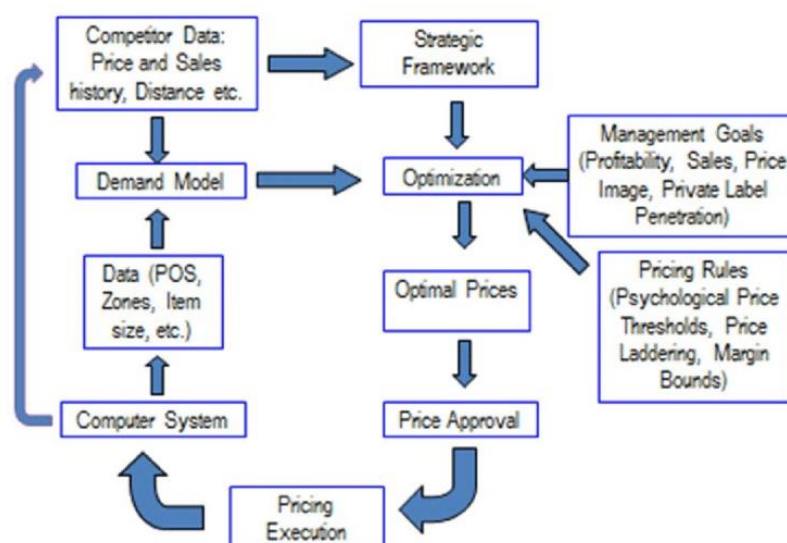 Competitor Data:
Price and Sales
history, Distance etc.
Strategic
Framework
Management Goals
(Profitability, Sales, Price
Image, Private Label
Penetration)
Demand Model
Optimization
Data (POS,
Zones, Item
size, etc.)
Optimal Prices
Pricing Rules
(Psychological Price
Thresholds, Price
Laddering, Margin
Bounds)
Computer System
Price Approval
Pricing
Execution